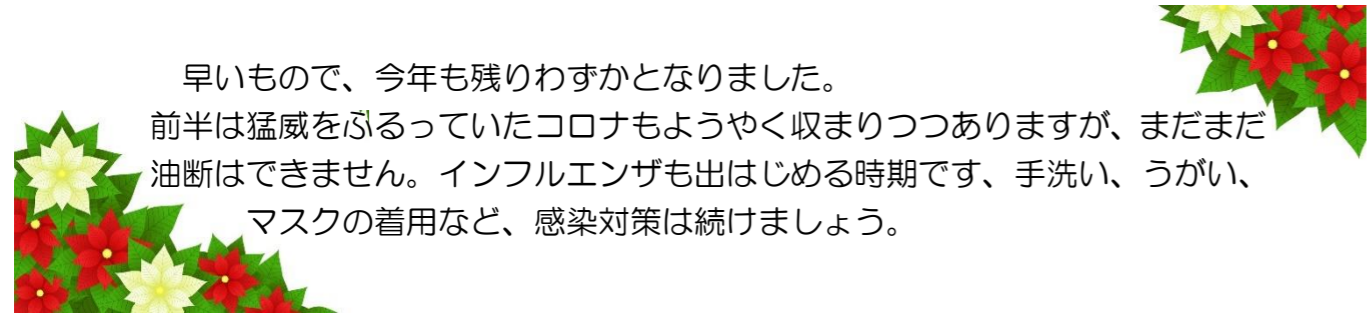 早いもので、今年も残りわずかとなりました。
前半は猛威をふるっていたコロナもようやく収まりつつありますが、まだまだ
油断はできません。インフルエンザも出はじめる時期です、手洗い、うがい、
マスクの着用など、感染対策は続けましょう。